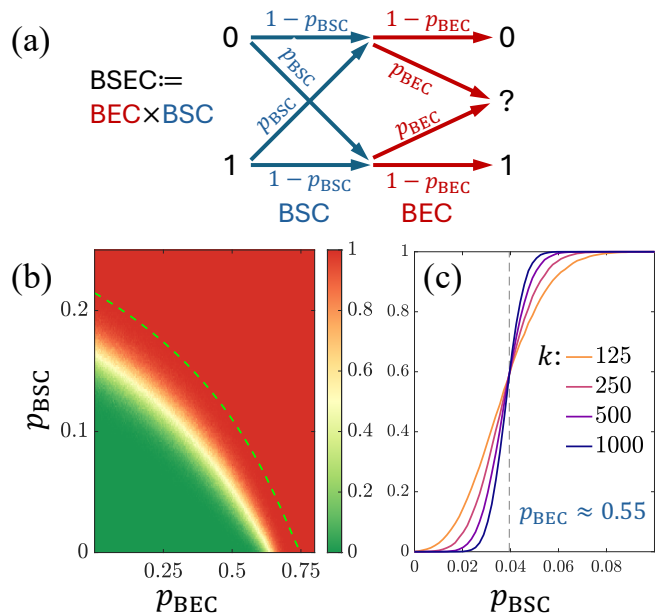 (a)
BSEC:=
BEC×BSC
0
1 − p_BSC
1 − p_BEC
0
p_BSC
p_BEC
?
p_BSC
p_BEC
1
1 − p_BSC
1 − p_BEC
1
BSC
BEC
(b)
0.2
0.1
0
p_BSC
0.25
0.5
0.75
p_BEC
1
0.8
0.6
0.4
0.2
0
(c)
1
0.8
0.6
0.4
0.2
0
k:
125
250
500
1000
p_BEC ≈ 0.55
0
0.02
0.04
0.06
0.08
p_BSC